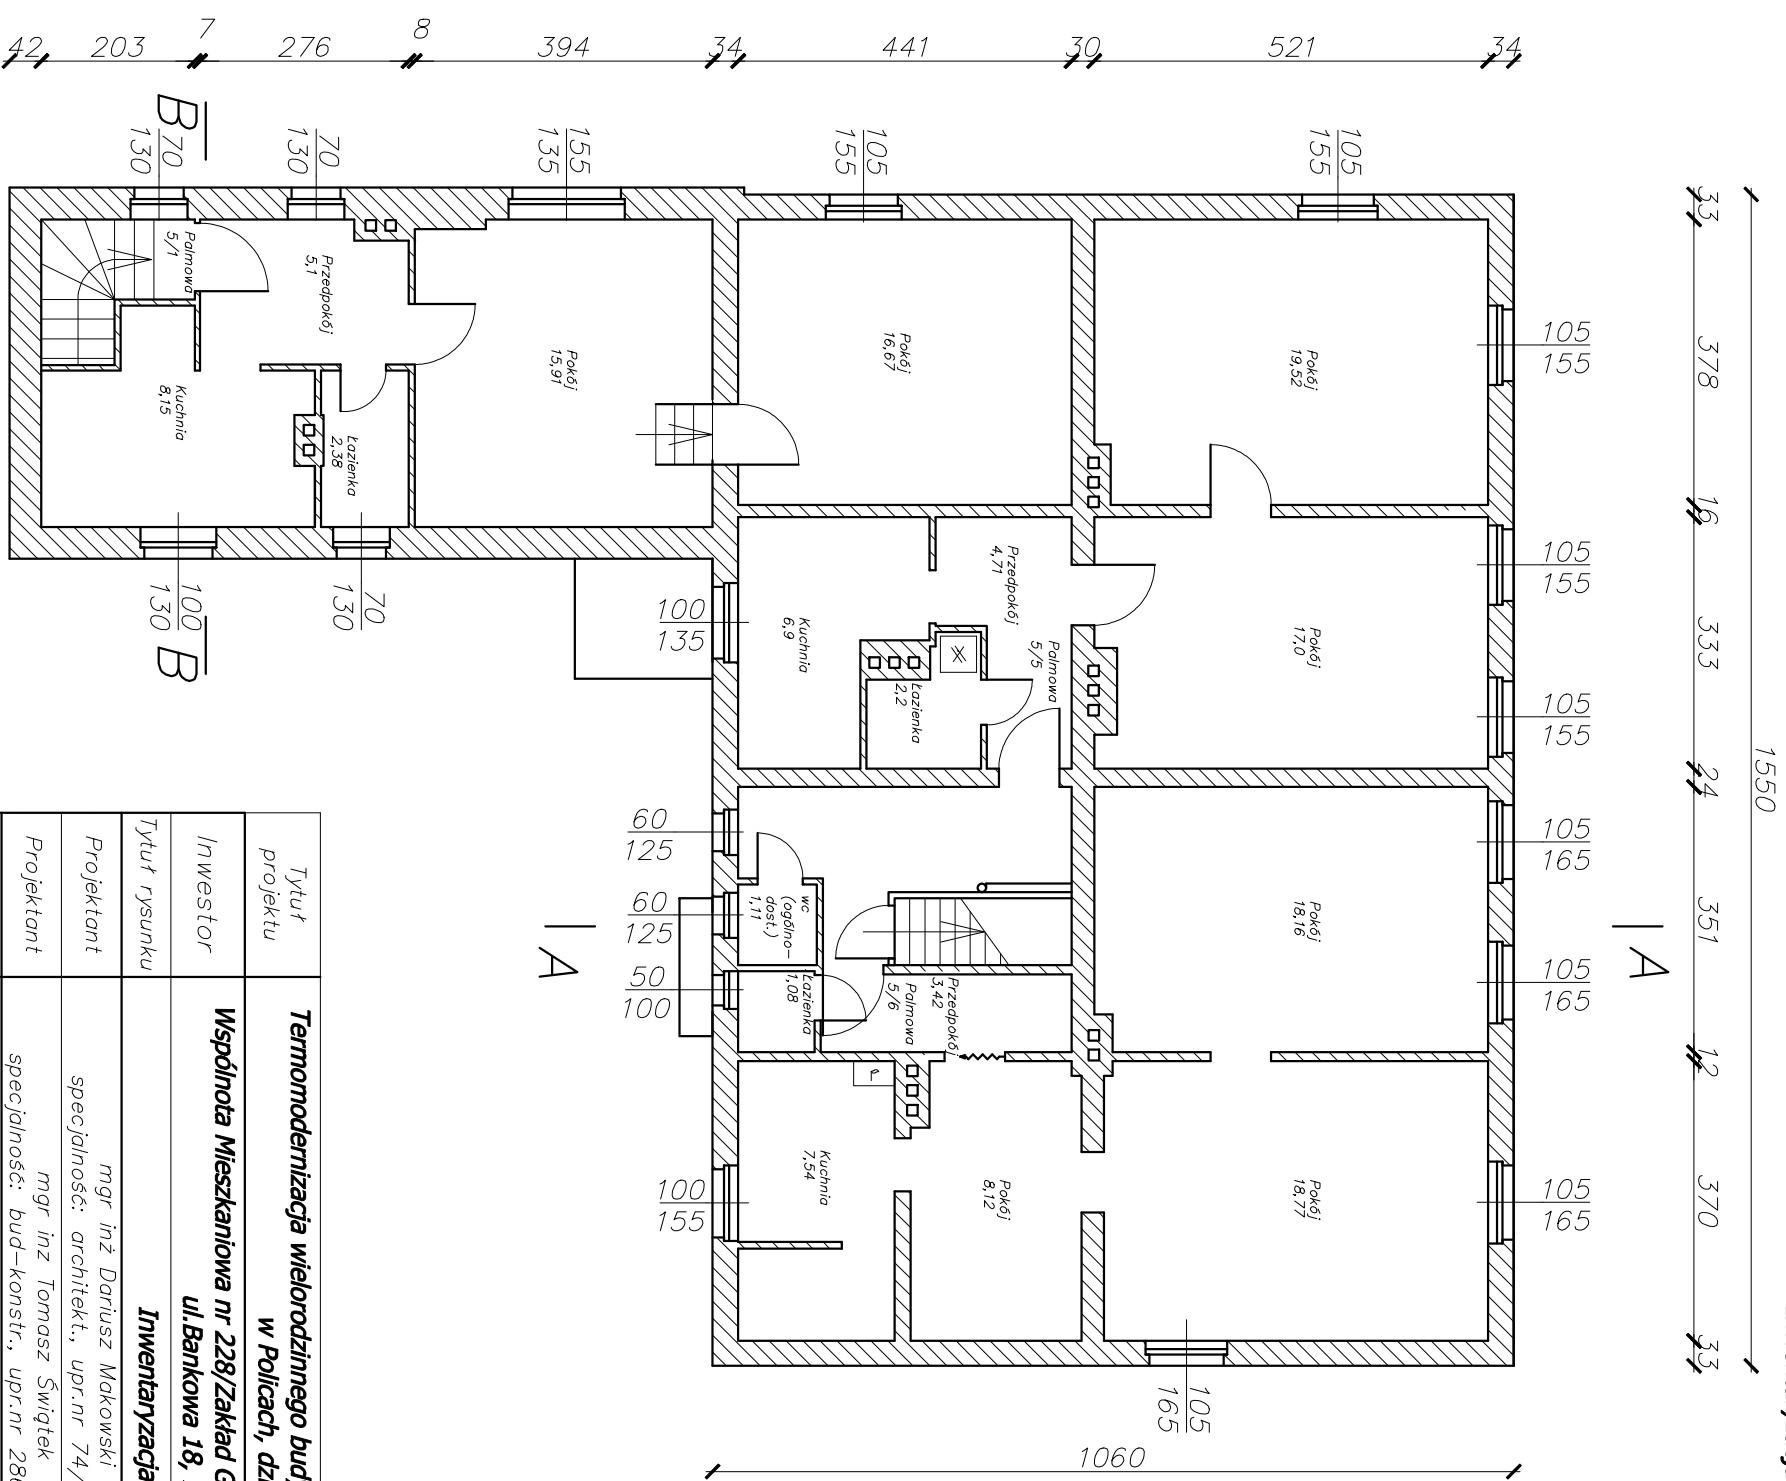 42
203
7
276
8
394
34
441
30
521
34
B
70
130
70
130
155
135
105
155
105
155
33
378
16
333
24
351
12
370
33
1550
1060
105
155
105
155
105
155
105
165
105
165
105
165
105
165
Palmowa
5/1
Przedpokój
5,1
Kuchnia
8,15
Łazienka
2,38
Pokój
15,91
Pokój
16,67
Pokój
19,52
100
130
B
70
130
100
135
Kuchnia
6,9
Przedpokój
4,71
Palmowa
5/5
Łazienka
2,2
Pokój
17,0
60
125
60
125
50
100
wc
(ogólno-
dost.)
1,11
Łazienka
1,08
Przedpokój
3,42
Palmowa
5/6
Pokój
18,16
A
A
100
155
Kuchnia
7,54
Pokój
8,12
Pokój
18,77
Tytuł
projektu
Termomodernizacja wielorodzinnego
w Policach,
Inwestor
Wspólnota Mieszkaniowa nr 228/Zakład
ul.Bankowa 18,
Tytuł rysunku
Inwentaryzacja
Projektant
mgr inż Dariusz Makowski
specjalność: architekt., upr.nr 74/
Projektant
mgr inz Tomasz Świątek
specjalność: bud-konstr., upr.nr